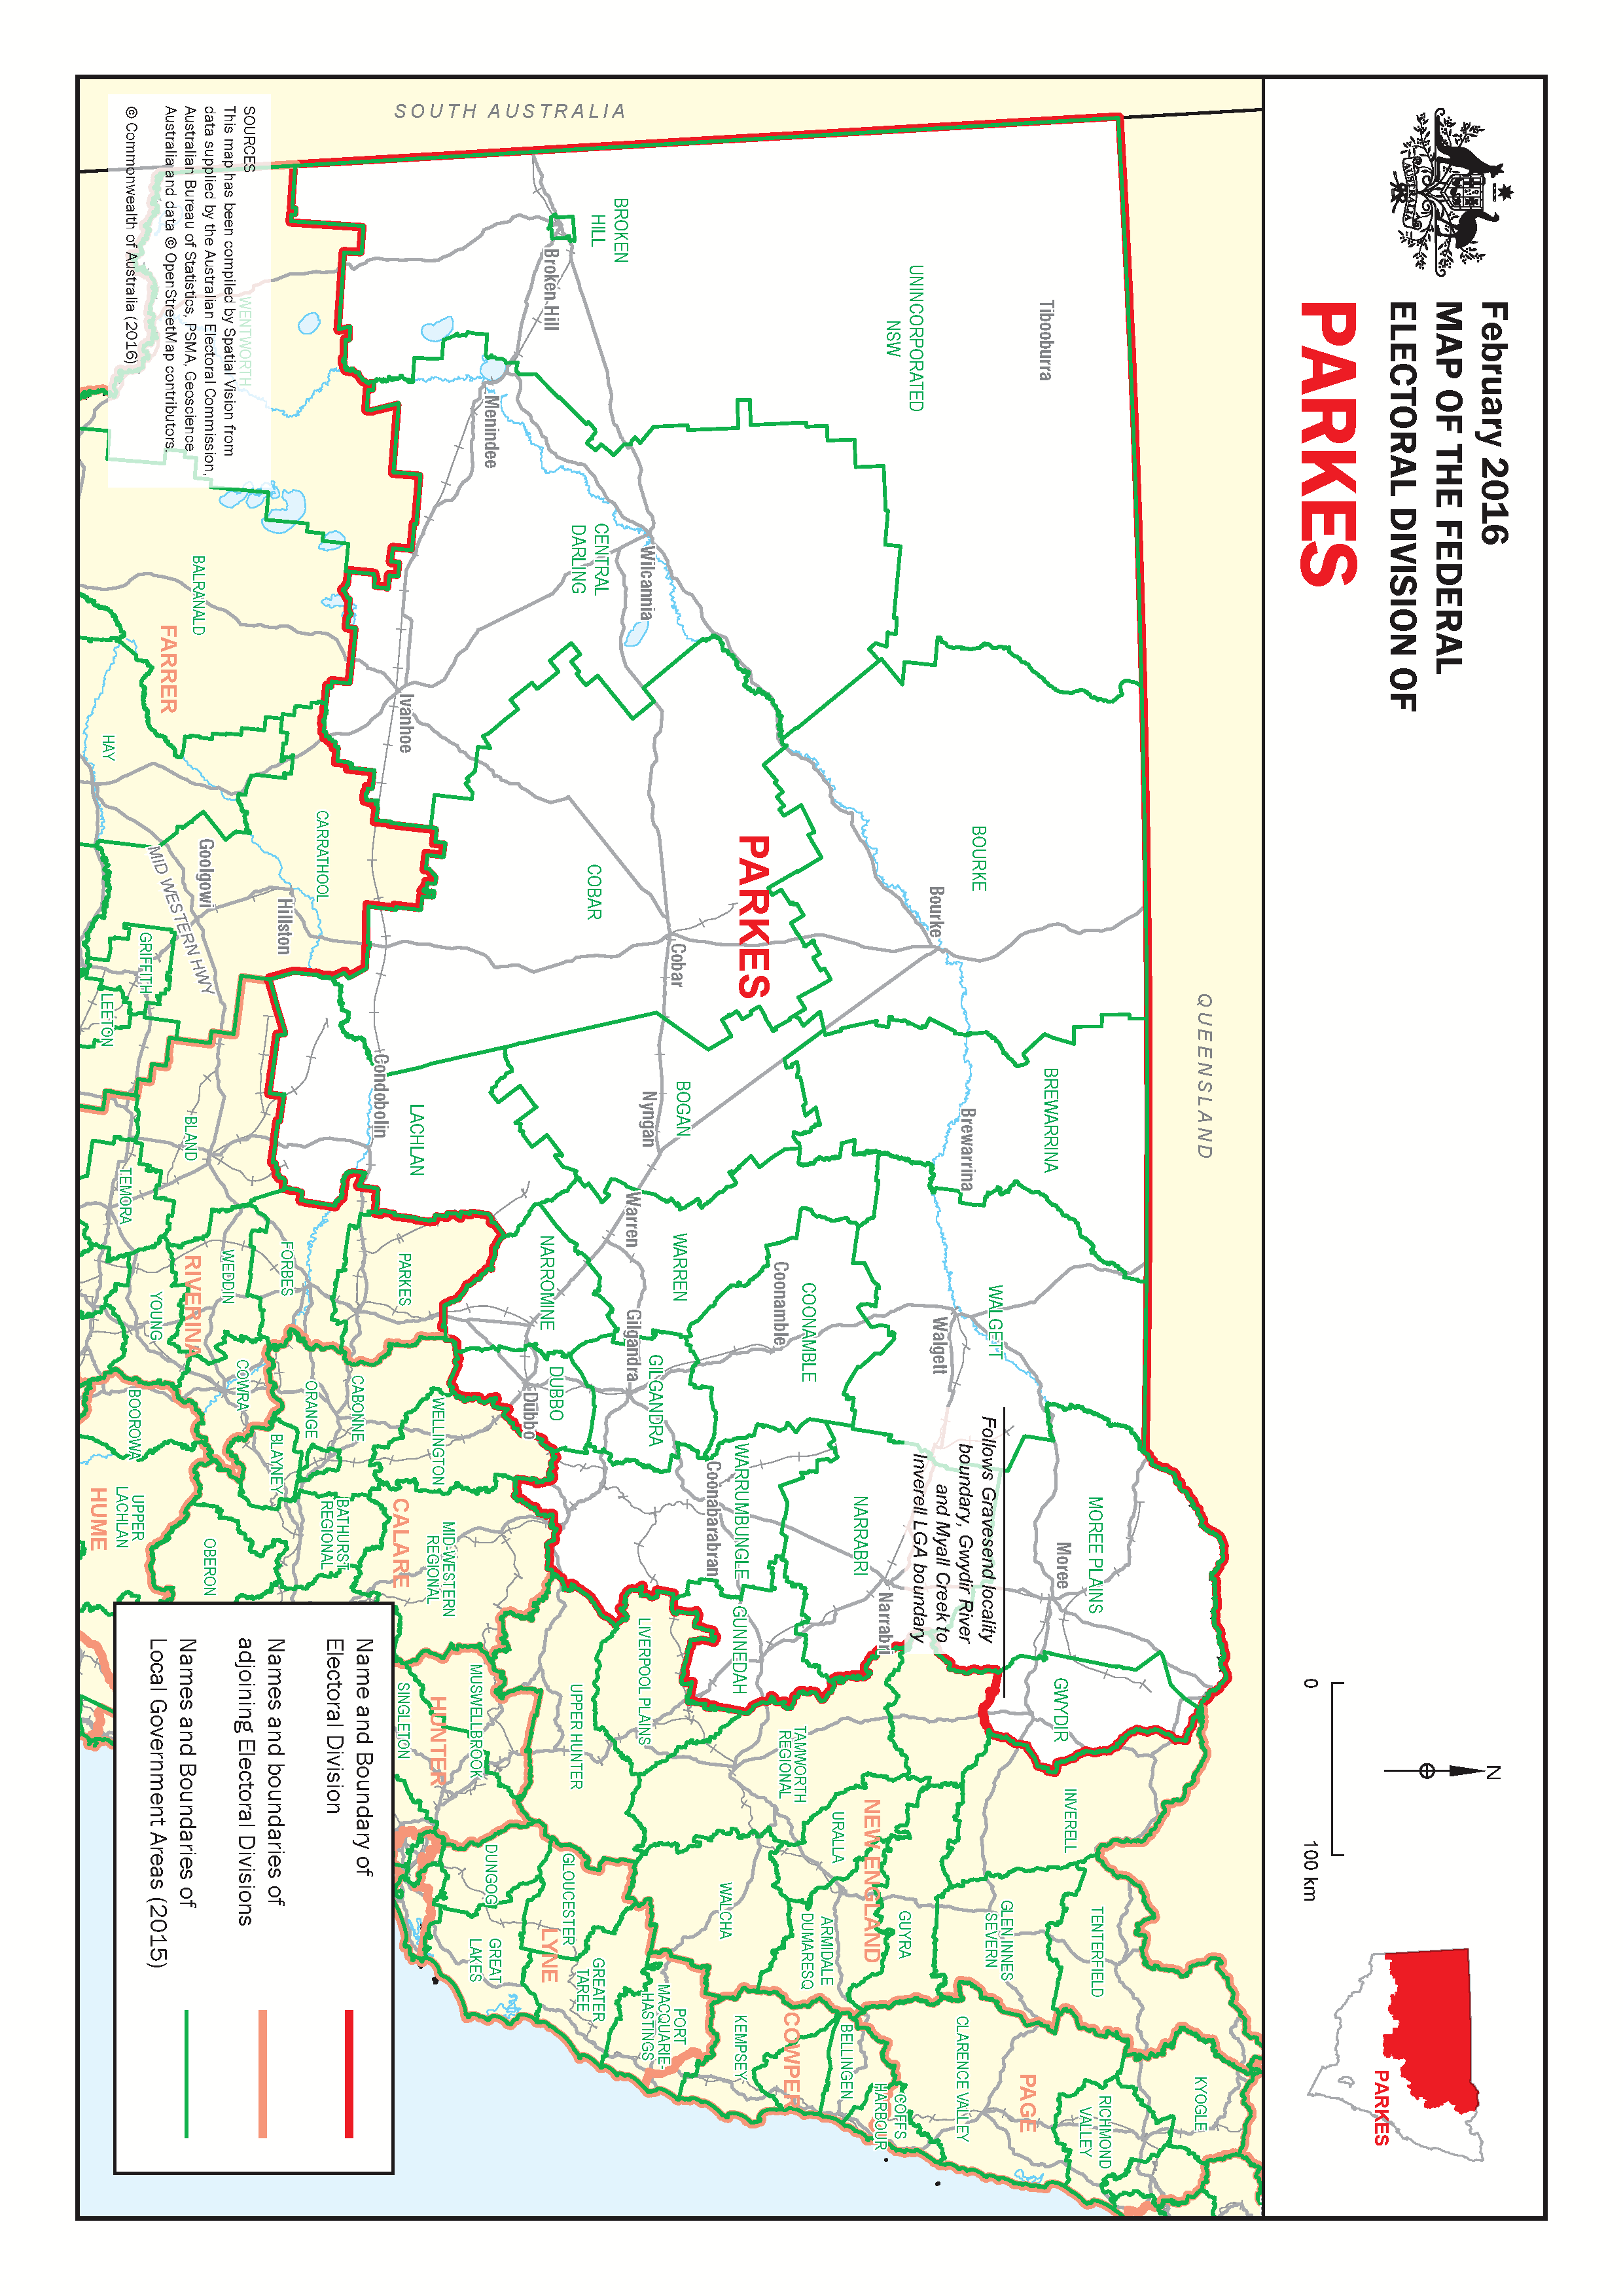 AUSTRALIA
February 2016
MAP OF THE FEDERAL
ELECTORAL DIVISION OF
PARKES
0
100 km
N
PARKES
QUEENSLAND
SOUTH AUSTRALIA
Tibooburra
UNINCORPORATED
NSW
BROKEN
HILL
Broken Hill
Menindee
CENTRAL
DARLING
Wilcannia
Ivanhoe
BOURKE
Bourke
PARKES
COBAR
Cobar
BREWARRINA
Brewarrina
BOGAN
Nyngan
LACHLAN
Condobolin
WALGETT
Walgett
COONAMBLE
Coonamble
WARREN
Warren
NARROMINE
GILGANDRA
Gilgandra
DUBBO
Dubbo
WARRUMBUNGLE
Coonabarabran
NARRABRI
Narrabri
GUNNEDAH
MOREE PLAINS
Moree
GWYDIR
Follows Gravesend locality
boundary, Gwydir River
and Myall Creek to
Inverell LGA boundary
INVERELL
TENTERFIELD
GLEN INNES
SEVERN
GUYRA
NEW ENGLAND
URALLA
ARMIDALE
DUMARESQ
TAMWORTH
REGIONAL
WALCHA
LIVERPOOL PLAINS
UPPER HUNTER
MUSWELLBROOK
HUNTER
SINGLETON
DUNGOG
GLOUCESTER
LYNE
GREAT
LAKES
GREATER
TAREE
PORT
MACQUARIE-
HASTINGS
KEMPSEY
COWPER
BELLINGEN
COFFS
HARBOUR
CLARENCE VALLEY
PAGE
RICHMOND
VALLEY
KYOGLE
WENTWORTH
BALRANALD
FARRER
HAY
CARRATHOOL
Goolgowi
Hillston
MID WESTERN HWY
GRIFFITH
LEETON
BLAND
TEMORA
PARKES
FORBES
WEDDIN
RIVERINA
YOUNG
COWRA
BOOROWA
ORANGE
CABONNE
BLAYNEY
WELLINGTON
BATHURST
REGIONAL
CALARE
MID-WESTERN
REGIONAL
OBERON
UPPER
LACHLAN
HUME
SOURCES
This map has been compiled by Spatial Vision from
data supplied by the Australian Electoral Commission,
Australian Bureau of Statistics, PSMA, Geoscience
Australia and data © OpenStreetMap contributors.
© Commonwealth of Australia (2016)
Name and Boundary of
Electoral Division
Names and boundaries of
adjoining Electoral Divisions
Names and Boundaries of
Local Government Areas (2015)